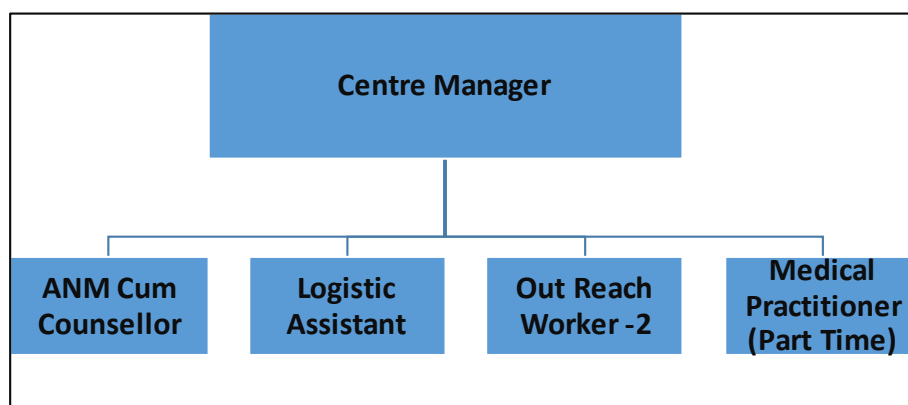 Centre Manager
ANM Cum
Counsellor
Logistic
Assistant
Out Reach
Worker -2
Medical
Practitioner
(Part Time)